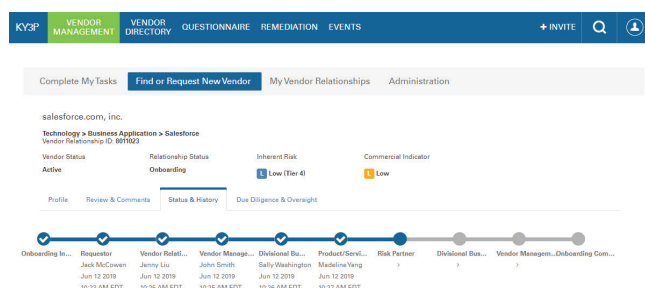 KY3P VENDOR MANAGEMENT VENDOR DIRECTORY QUESTIONNAIRE REMEDIATION EVENTS + INVITE
Complete My Tasks Find or Request New Vendor My Vendor Relationships Administration
salesforce.com, inc.
Technology > Business Application > Salesforce
Vendor Relationship ID: 8011023
Vendor Status Relationship Status Inherent Risk Commercial Indicator
Active Onboarding L Low (Tier 4) L Low
Profile Review & Comments Status & History Due Diligence & Oversight
Onboarding In... Requestor Vendor Relati... Vendor Manage... Divisional Bu... Product/Servi... Risk Partner Divisional Bus... Vendor Managem... Onboarding Com...
Jack McCowen Jenny Liu John Smith Sally Washington Madeline Yang
Jun 12 2019 Jun 12 2019 Jun 12 2019 Jun 12 2019 Jun 12 2019